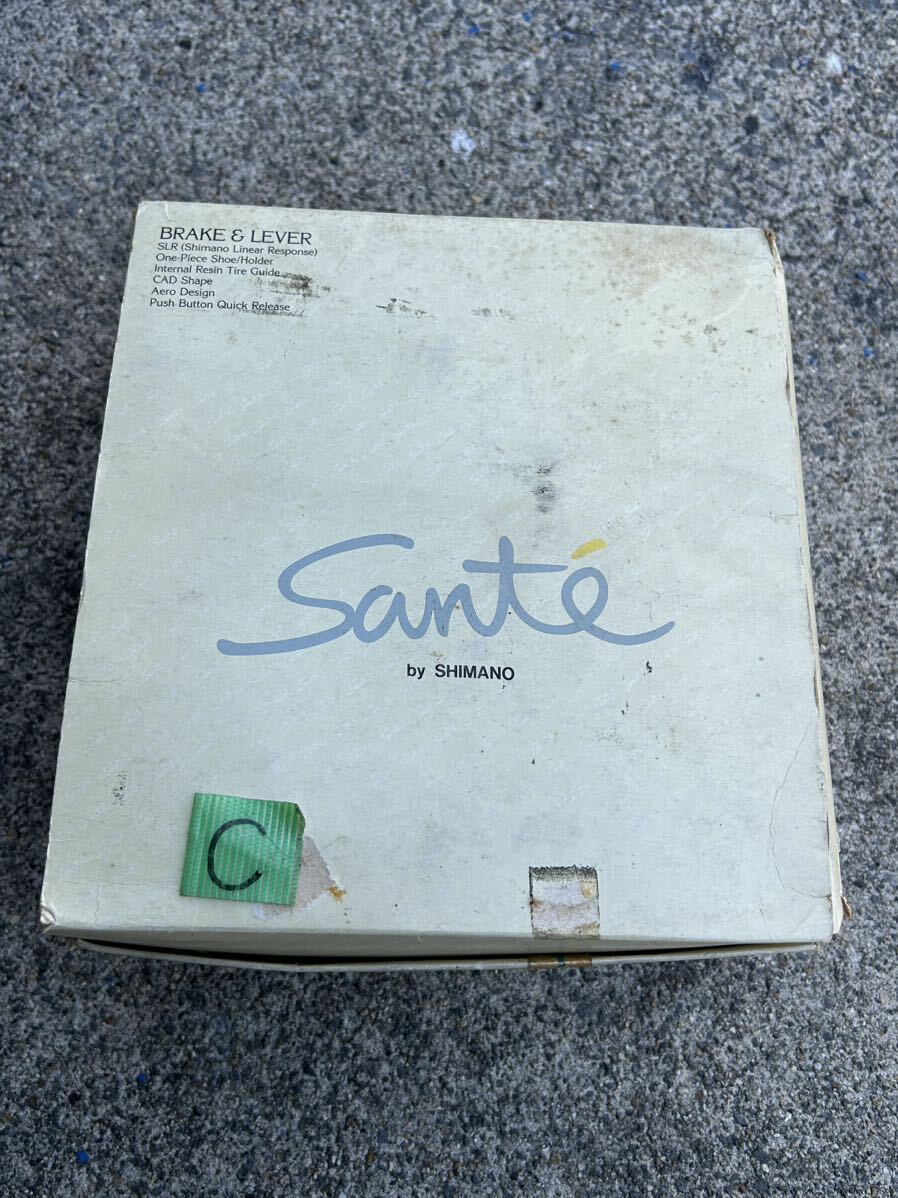 BRAKE & LEVER
SLR (Shimano Linear Response)
One-Piece Shoe/Holder
Internal Resin Tire Guide
CAD Shape
Aero Design
Push Button Quick Release
Santé
by SHIMANO
C